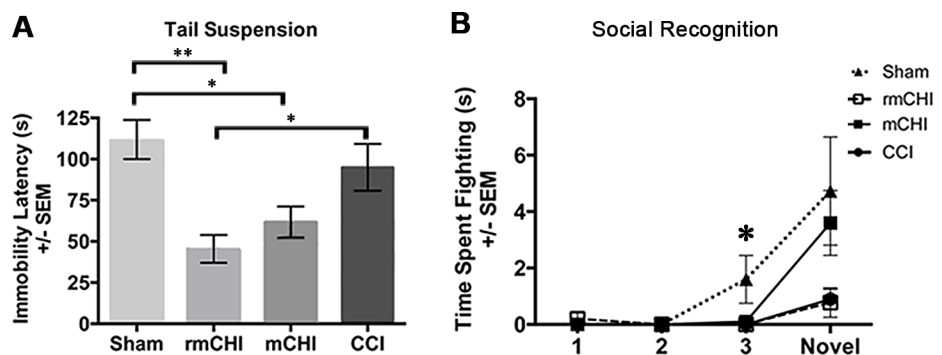 A
Tail Suspension
**
*
*
Immobility Latency (s)
+/- SEM
125
100
75
50
25
0
Sham
rmCHI
mCHI
CCI
B
Social Recognition
Sham
rmCHI
mCHI
CCI
Time Spent Fighting (s)
+/- SEM
8
6
4
2
0
*
1
2
3
Novel